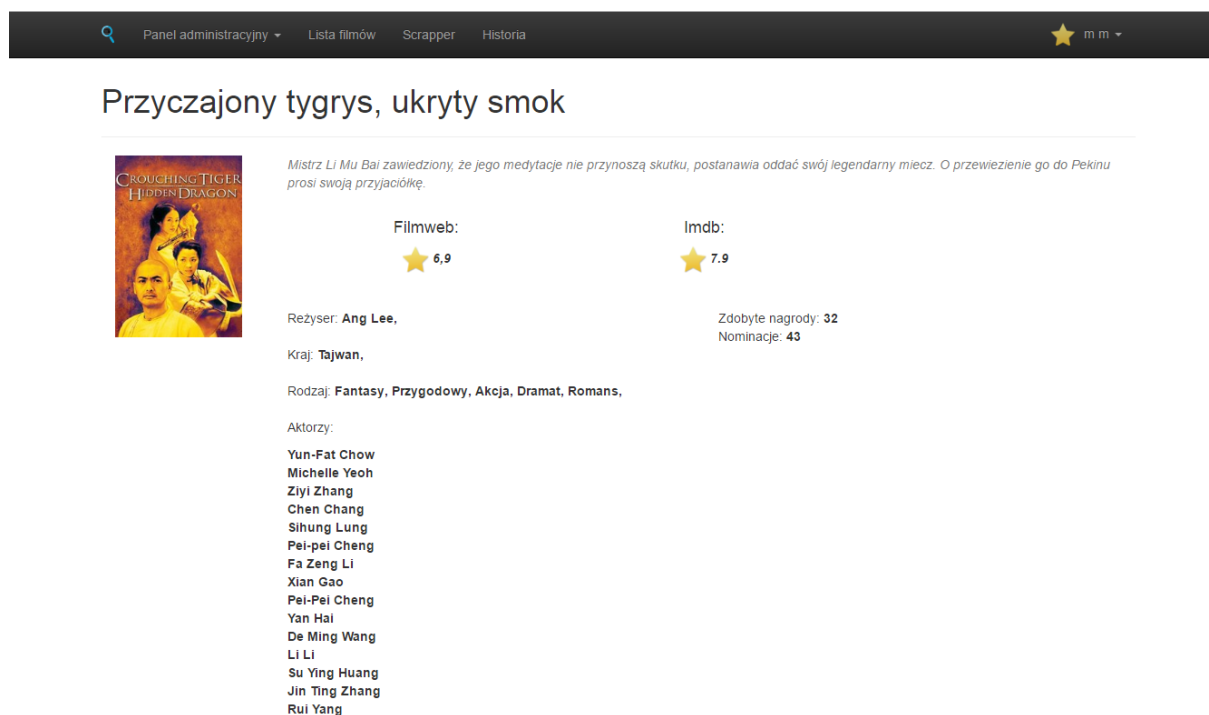 Panel administracyjny Lista filmów Scrapper Historia m m
Przyczajony tygrys, ukryty smok
CROUCHING TIGER
HIDDEN DRAGON
Mistrz Li Mu Bai zawiedziony, że jego medytacje nie przynoszą skutku, postanawia oddać swój legendarny miecz. O przewiezienie go do Pekinu
prosi swoją przyjaciółkę.
Filmweb: Imdb:
6,9 7.9
Reżyser: Ang Lee, Zdobyte nagrody: 32
Nominacje: 43
Kraj: Tajwan,
Rodzaj: Fantasy, Przygodowy, Akcja, Dramat, Romans,
Aktorzy:
Yun-Fat Chow
Michelle Yeoh
Ziyi Zhang
Chen Chang
Sihung Lung
Pei-pei Cheng
Fa Zeng Li
Xian Gao
Pei-Pei Cheng
Yan Hai
De Ming Wang
Li Li
Su Ying Huang
Jin Ting Zhang
Rui Yang